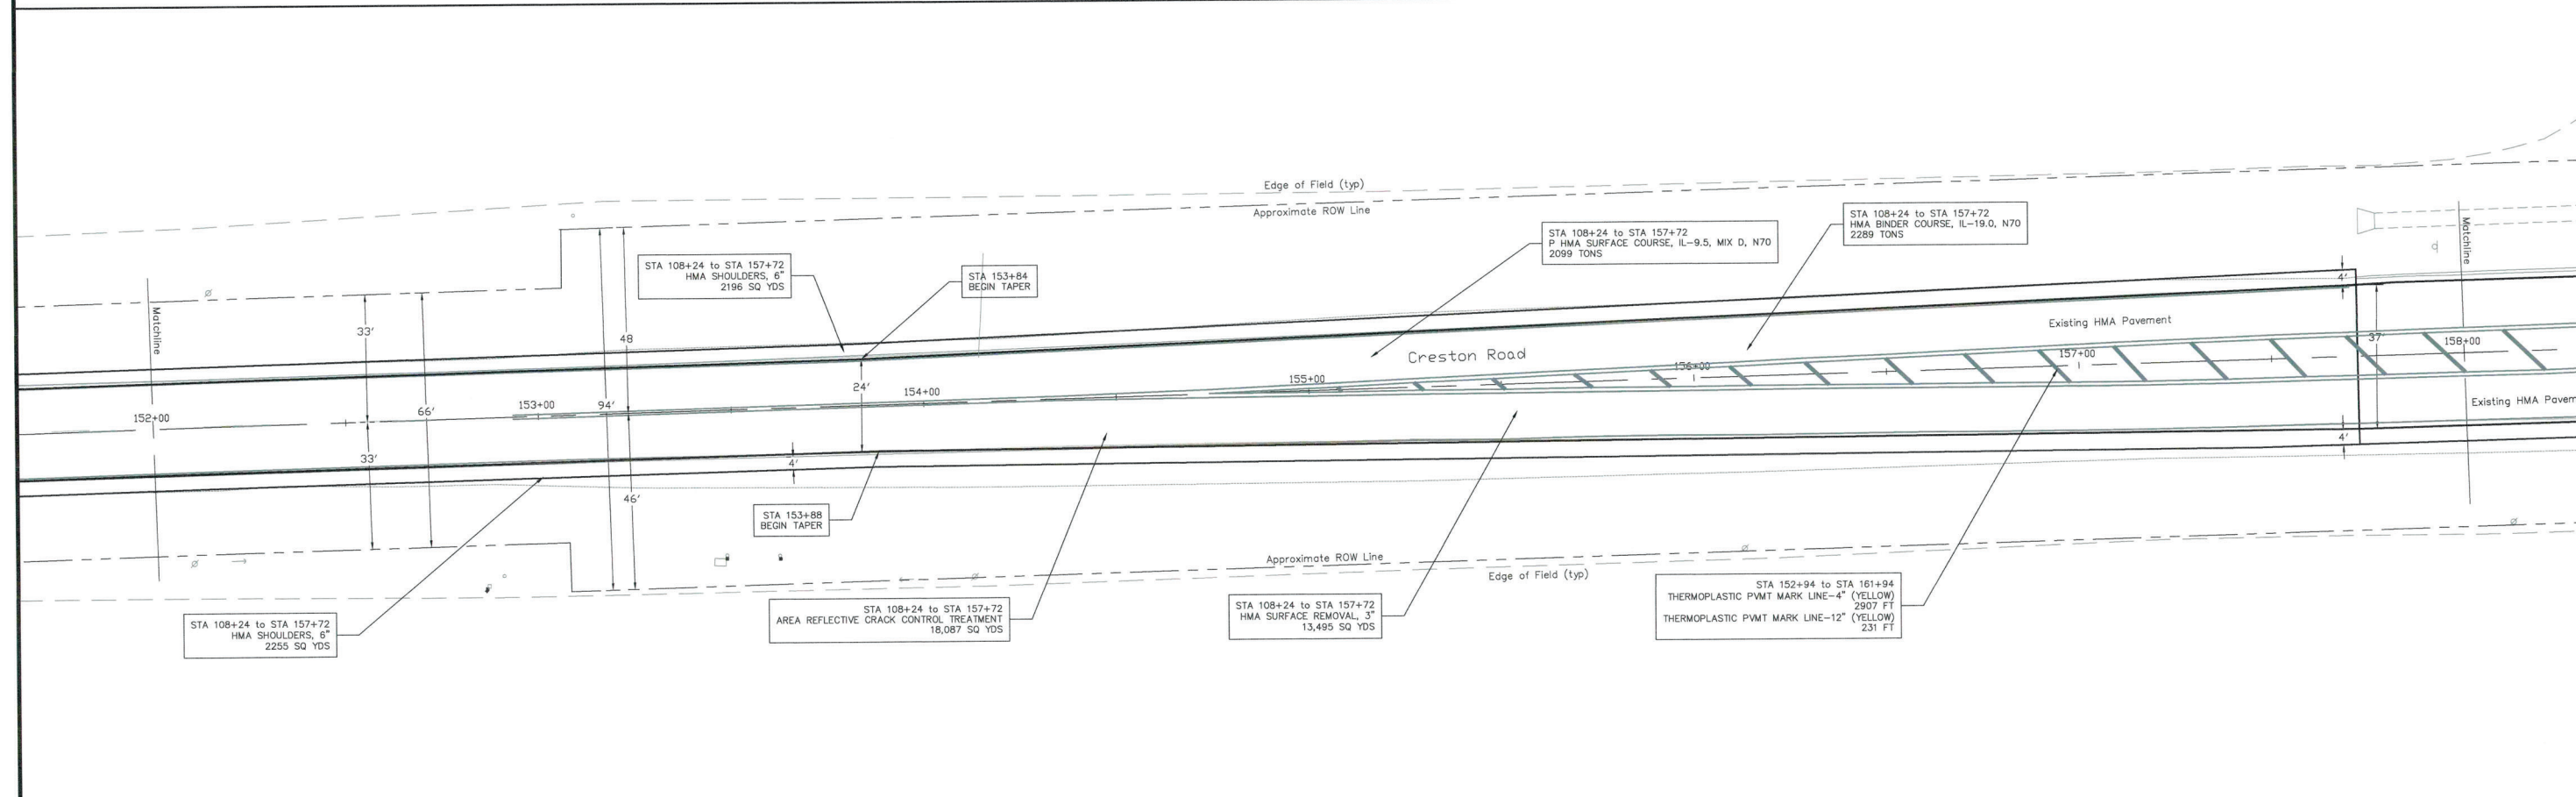 Edge of Field (typ)
Approximate ROW Line
STA 108+24 to STA 157+72
HMA SHOULDERS, 6"
2196 SQ YDS
STA 153+84
BEGIN TAPER
STA 108+24 to STA 157+72
P HMA SURFACE COURSE, IL-9.5, MIX D, N70
2099 TONS
STA 108+24 to STA 157+72
HMA BINDER COURSE, IL-19.0, N70
2289 TONS
Matchline
Matchline
33'
48
4'
Existing HMA Pavement
37'
Creston Road
152+00
153+00
154+00
155+00
156+00
157+00
158+00
66'
94'
24'
Existing HMA Pavem
33'
4'
46'
4'
STA 153+88
BEGIN TAPER
Approximate ROW Line
Edge of Field (typ)
STA 108+24 to STA 157+72
HMA SHOULDERS, 6"
2255 SQ YDS
STA 108+24 to STA 157+72
AREA REFLECTIVE CRACK CONTROL TREATMENT
18,087 SQ YDS
STA 108+24 to STA 157+72
HMA SURFACE REMOVAL, 3"
13,495 SQ YDS
STA 152+94 to STA 161+94
THERMOPLASTIC PVMT MARK LINE-4" (YELLOW)
2907 FT
THERMOPLASTIC PVMT MARK LINE-12" (YELLOW)
231 FT